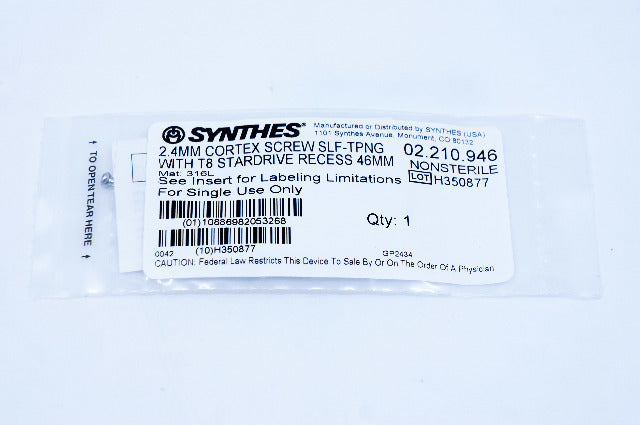 SYNTHES®
Manufactured or Distributed by SYNTHES (USA)
1101 Synthes Avenue, Monument, CO 80132
2.4MM CORTEX SCREW SLF-TPNG
WITH T8 STARDRIVE RECESS 46MM
02.210.946
NONSTERILE
Mat: 316L
LOT H350877
See Insert for Labeling Limitations
For Single Use Only
(01)10886982053268
Qty: 1
(10)H350877
0042
GP2434
CAUTION: Federal Law Restricts This Device To Sale By Or On The Order Of A Physician
↑ TO OPEN TEAR HERE ↑